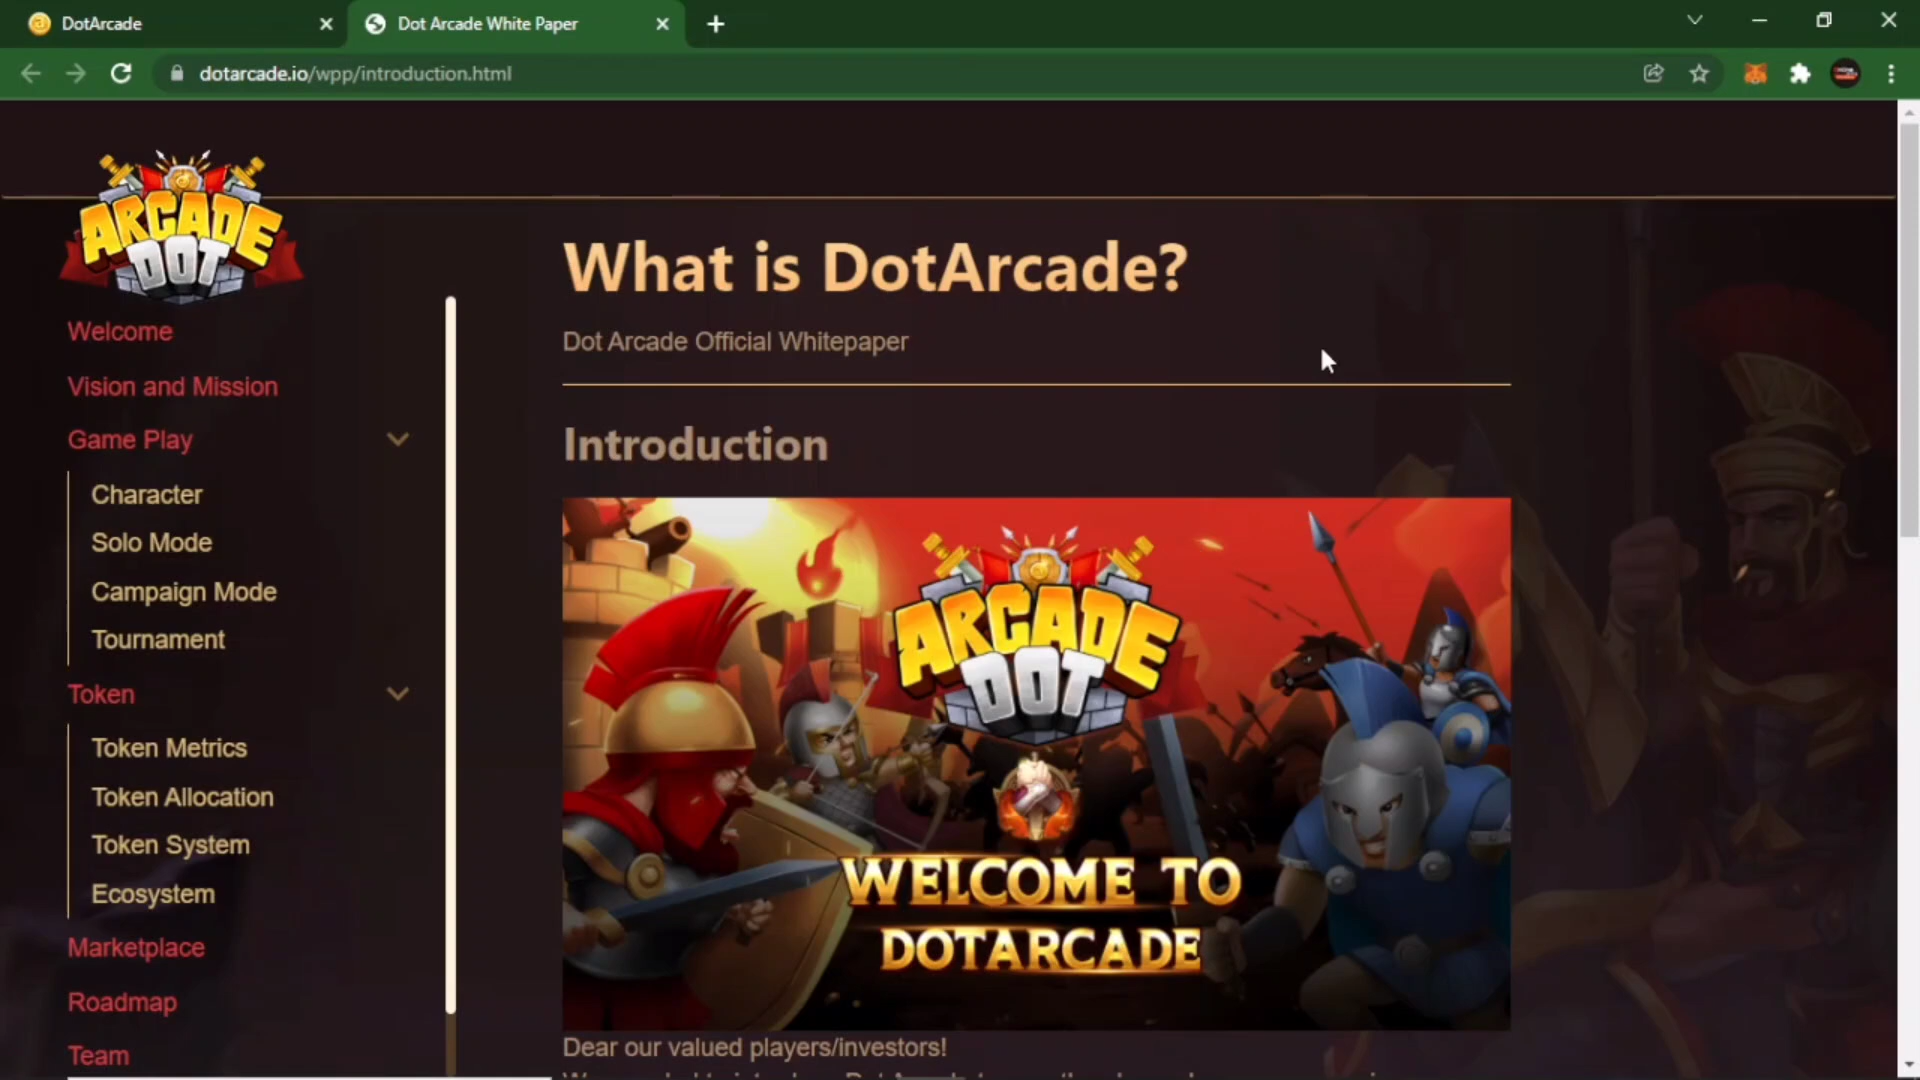 DotArcade
Dot Arcade White Paper
dotarcade.io/wpp/introduction.html
ARCADE
DOT
Welcome
Vision and Mission
Game Play
Character
Solo Mode
Campaign Mode
Tournament
Token
Token Metrics
Token Allocation
Token System
Ecosystem
Marketplace
Roadmap
Team
What is DotArcade?
Dot Arcade Official Whitepaper
Introduction
ARCADE
DOT
WELCOME TO
DOTARCADE
Dear our valued players/investors!